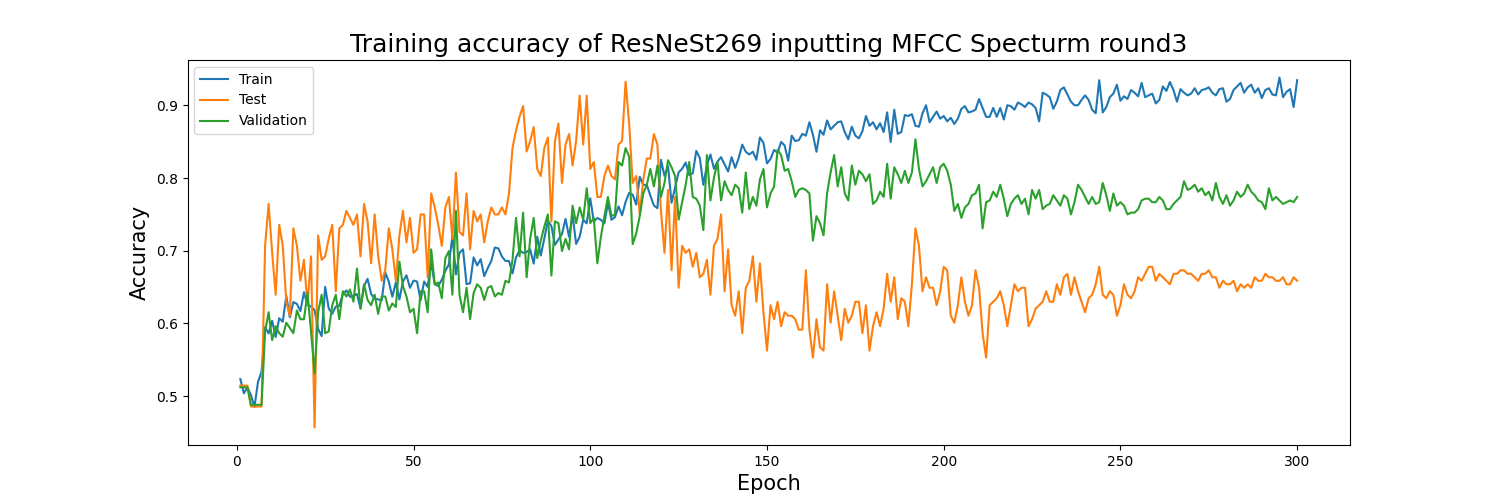 Training accuracy of ResNeSt269 inputting MFCC Specturm round3
Train
Test
Validation
Accuracy
0.9
0.8
0.7
0.6
0.5
0 50 100 150 200 250 300
Epoch